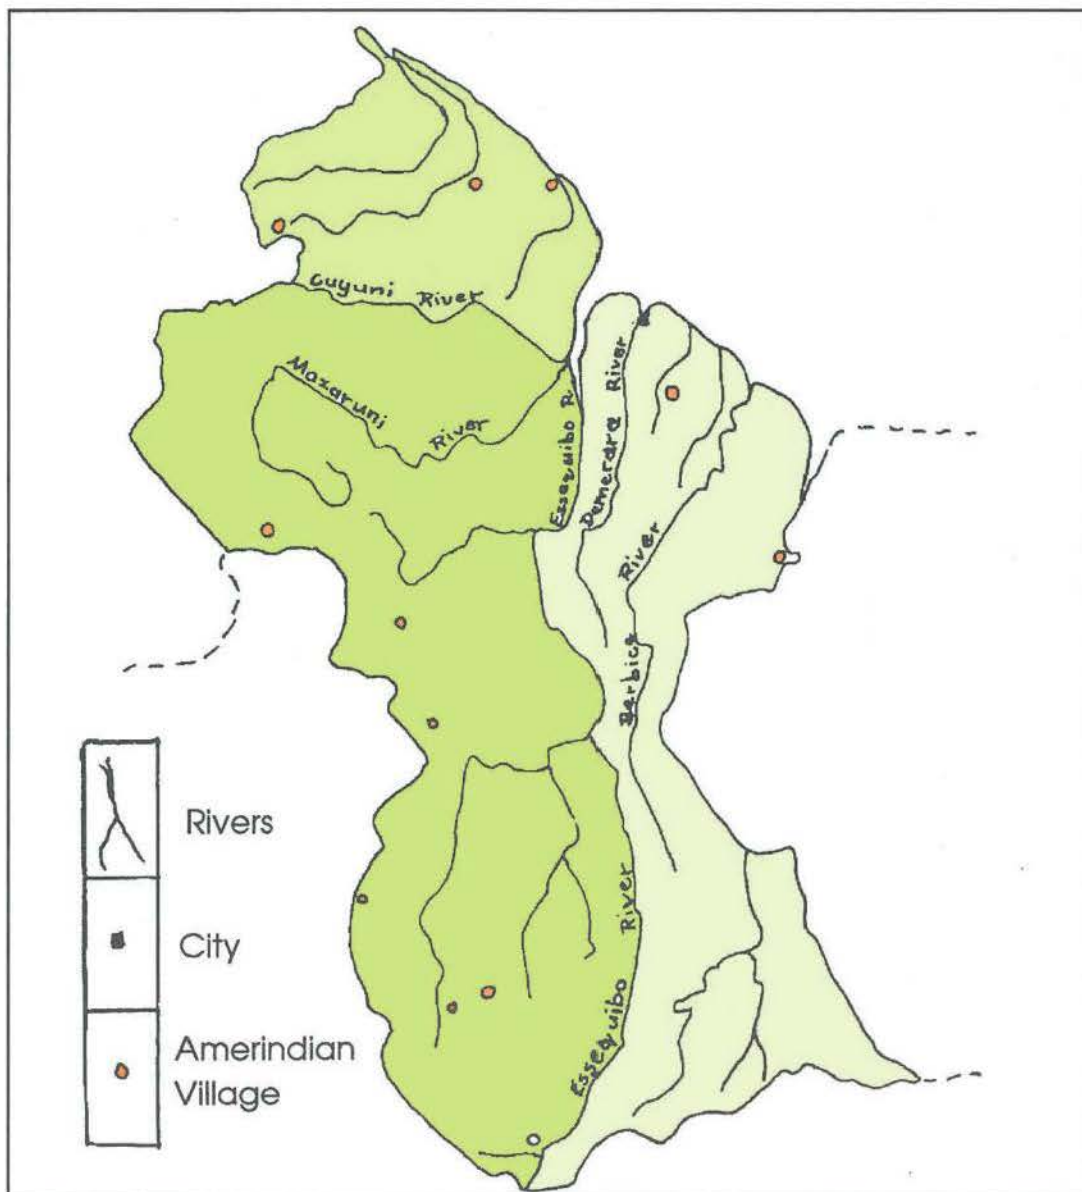 Cuyuni River
Mazaruni River
Essequibo R.
Demerara River
Berbice River
Essequibo River
Rivers
City
Amerindian
Village